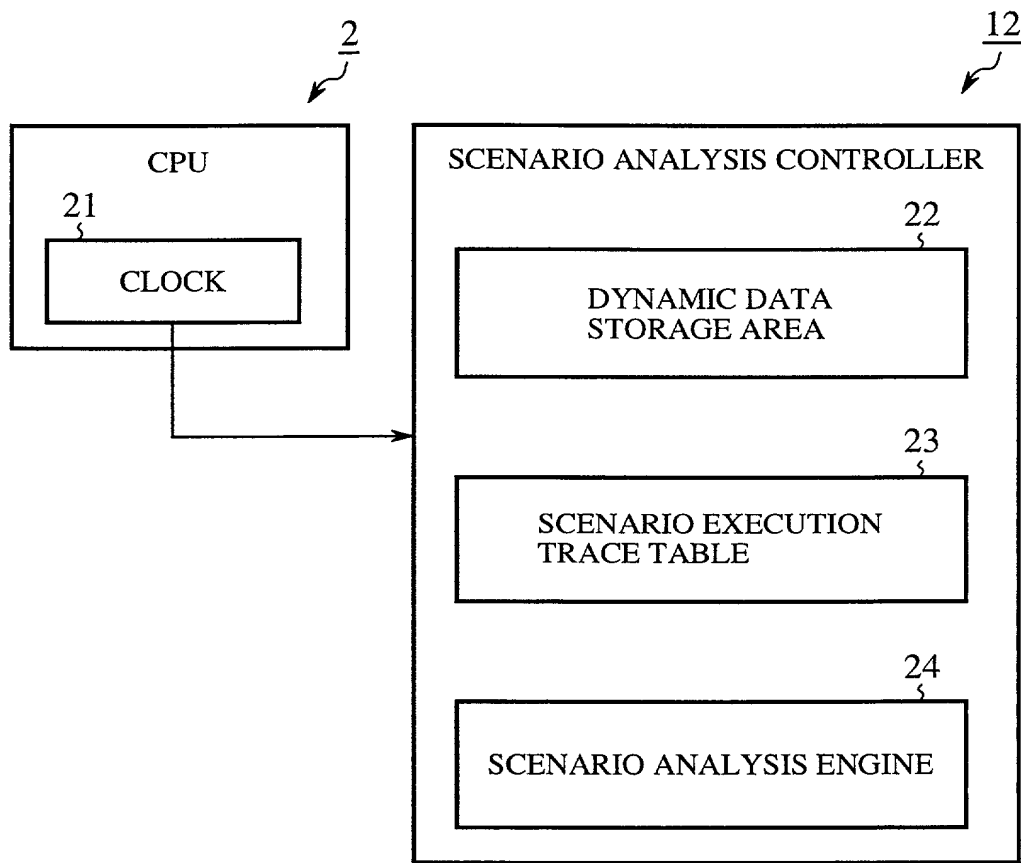 2
12
CPU
21
CLOCK
SCENARIO ANALYSIS CONTROLLER
22
DYNAMIC DATA
STORAGE AREA
23
SCENARIO EXECUTION
TRACE TABLE
24
SCENARIO ANALYSIS ENGINE